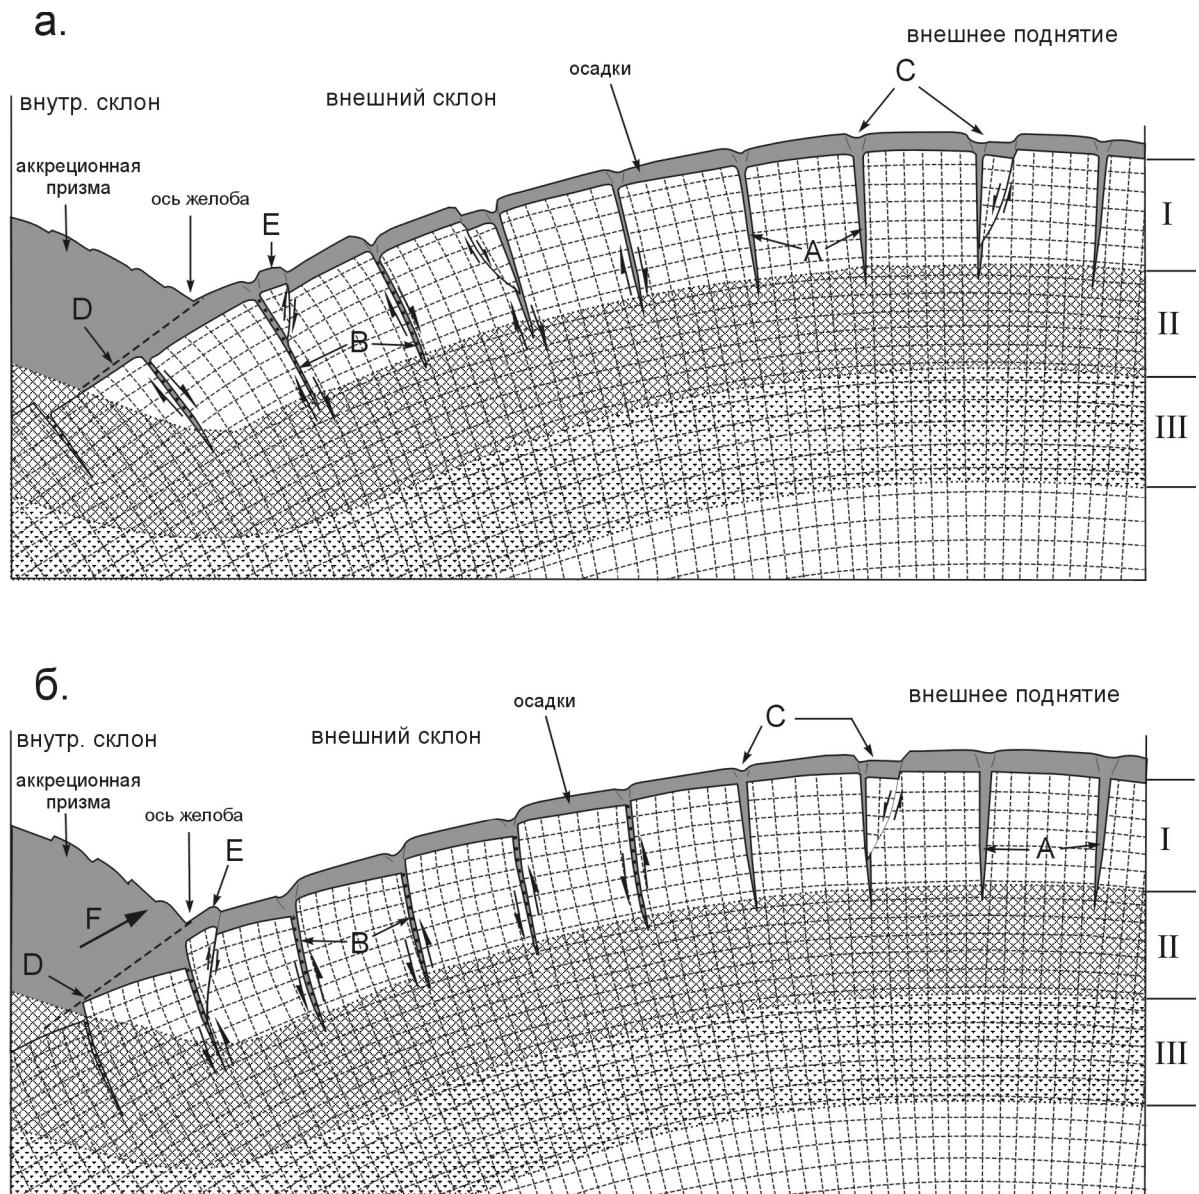 а.
внешнее поднятие
C
осадки
внутр. склон
внешний склон
аккреционная
призма
ось желоба
E
I
A
D
II
B
III
б.
внешнее поднятие
осадки
C
внутр. склон
внешний склон
аккреционная
призма
ось желоба
E
I
A
F
B
D
II
III